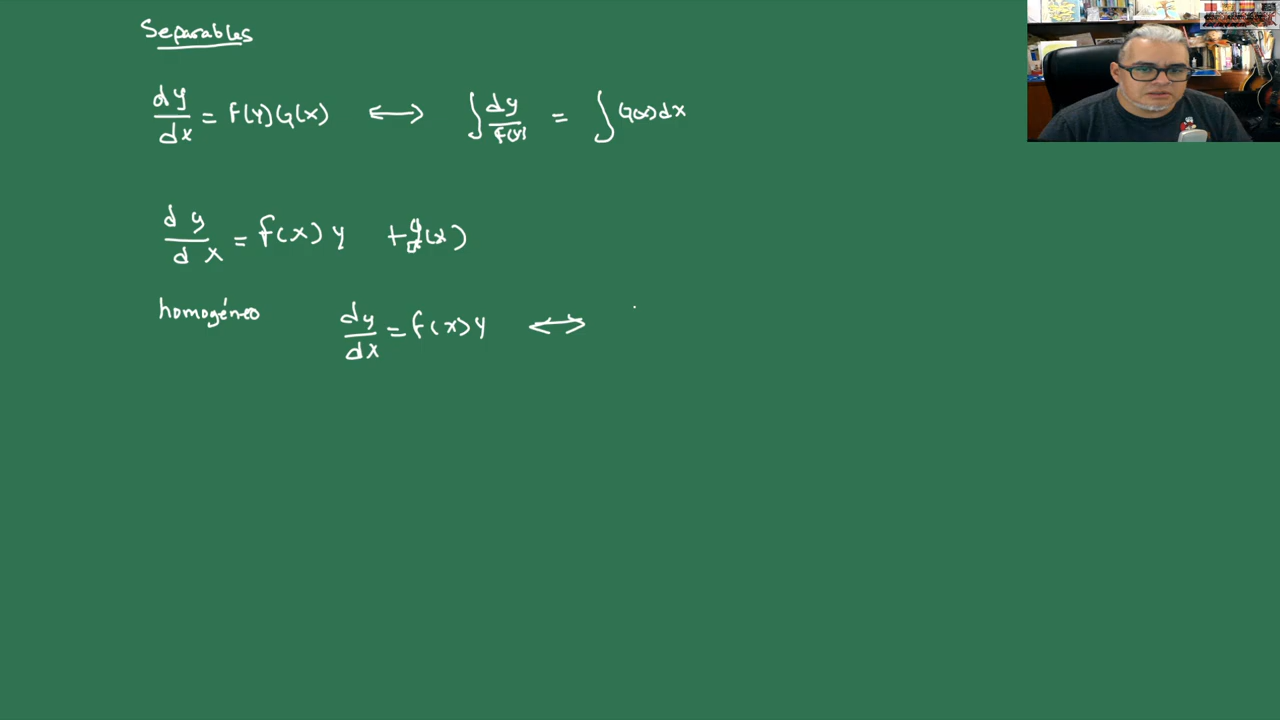 Separables
dy/dx = F(y)G(x) ⟷ ∫ dy/F(y) = ∫ G(x)dx
dy/dx = f(x) y + g(x)
homogéneo dy/dx = f(x) y ⟺